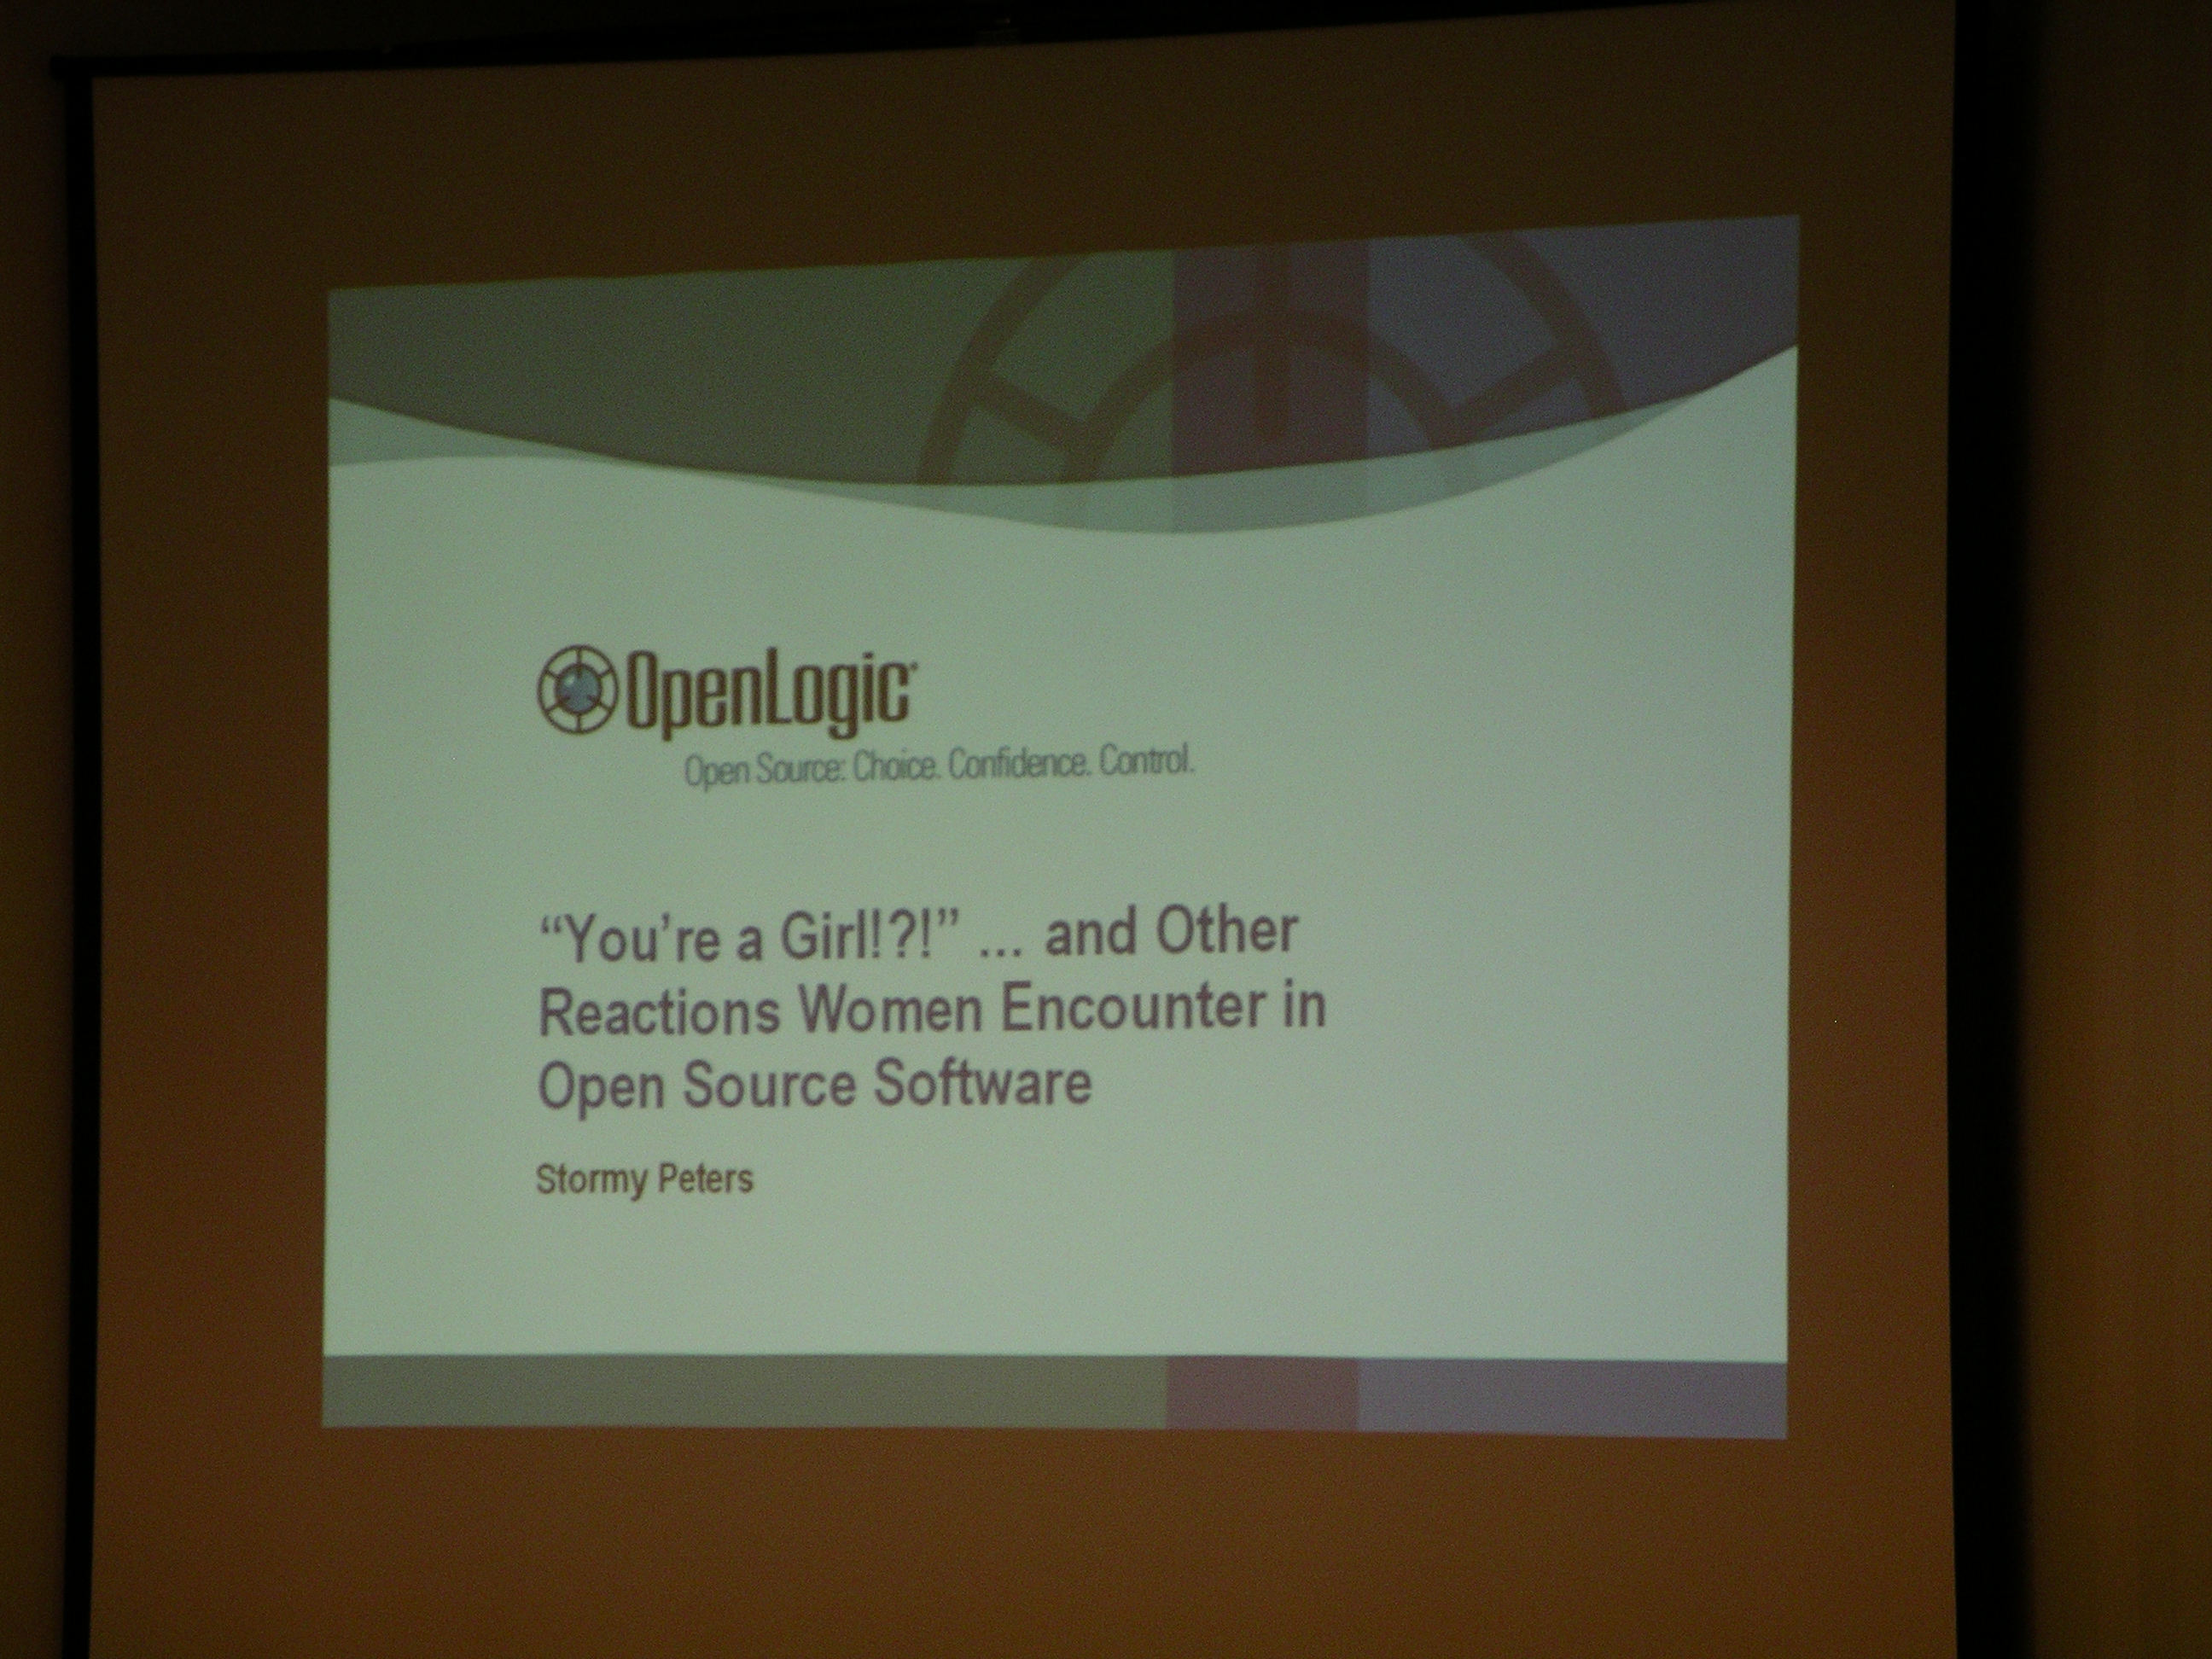 OpenLogic
Open Source: Choice. Confidence. Control.
“You’re a Girl!?!” ... and Other
Reactions Women Encounter in
Open Source Software
Stormy Peters